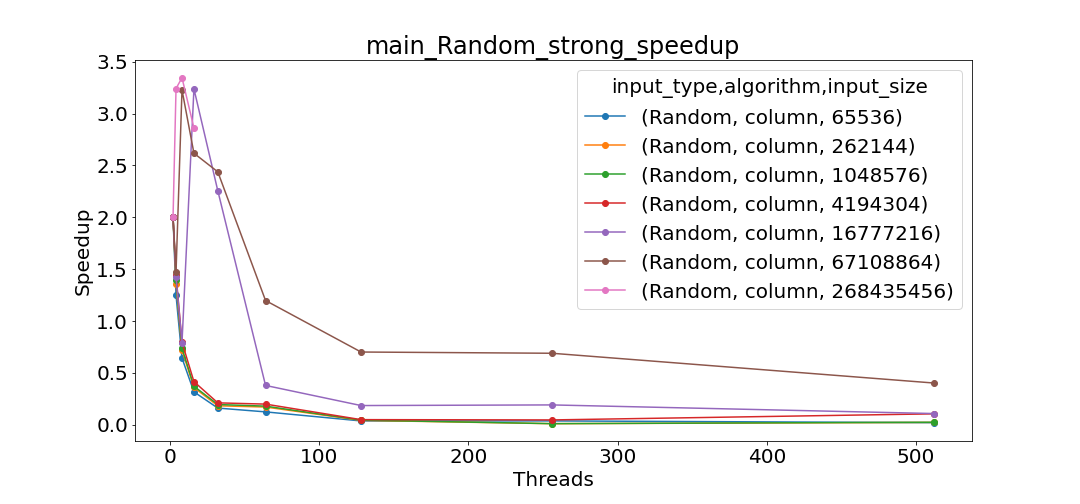 main_Random_strong_speedup
3.5
3.0
2.5
2.0
1.5
1.0
0.5
0.0
Speedup
input_type,algorithm,input_size
(Random, column, 65536)
(Random, column, 262144)
(Random, column, 1048576)
(Random, column, 4194304)
(Random, column, 16777216)
(Random, column, 67108864)
(Random, column, 268435456)
0 100 200 300 400 500
Threads